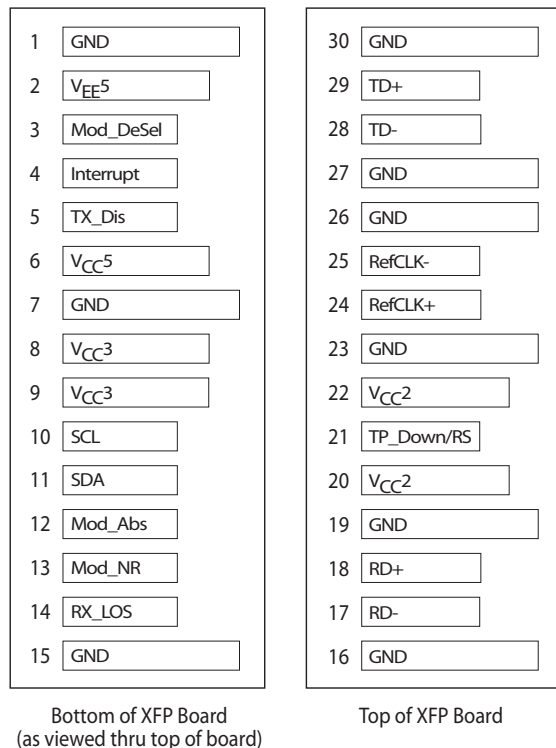 1 GND
2 VEE5
3 Mod_DeSel
4 Interrupt
5 TX_Dis
6 VCC5
7 GND
8 VCC3
9 VCC3
10 SCL
11 SDA
12 Mod_Abs
13 Mod_NR
14 RX_LOS
15 GND
Bottom of XFP Board
(as viewed thru top of board)
30 GND
29 TD+
28 TD-
27 GND
26 GND
25 RefCLK-
24 RefCLK+
23 GND
22 VCC2
21 TP_Down/RS
20 VCC2
19 GND
18 RD+
17 RD-
16 GND
Top of XFP Board